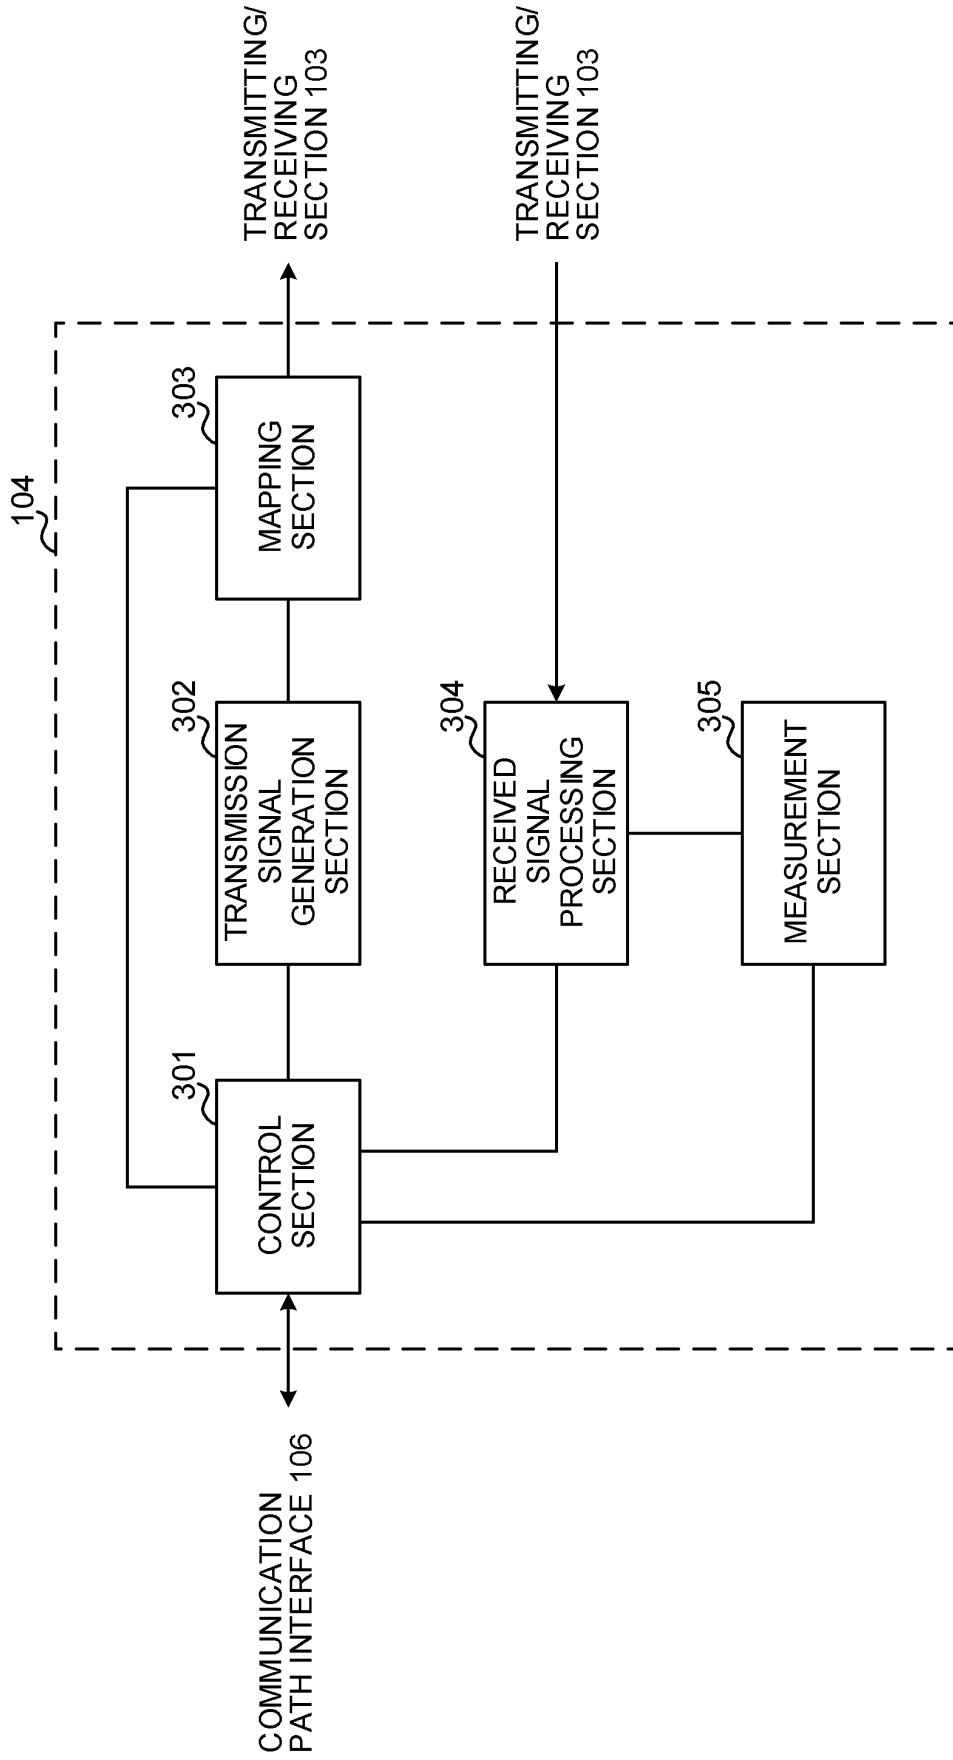 104
COMMUNICATION
PATH INTERFACE 106
301
CONTROL
SECTION
302
TRANSMISSION
SIGNAL
GENERATION
SECTION
303
MAPPING
SECTION
TRANSMITTING/
RECEIVING
SECTION 103
304
RECEIVED
SIGNAL
PROCESSING
SECTION
TRANSMITTING/
RECEIVING
SECTION 103
305
MEASUREMENT
SECTION